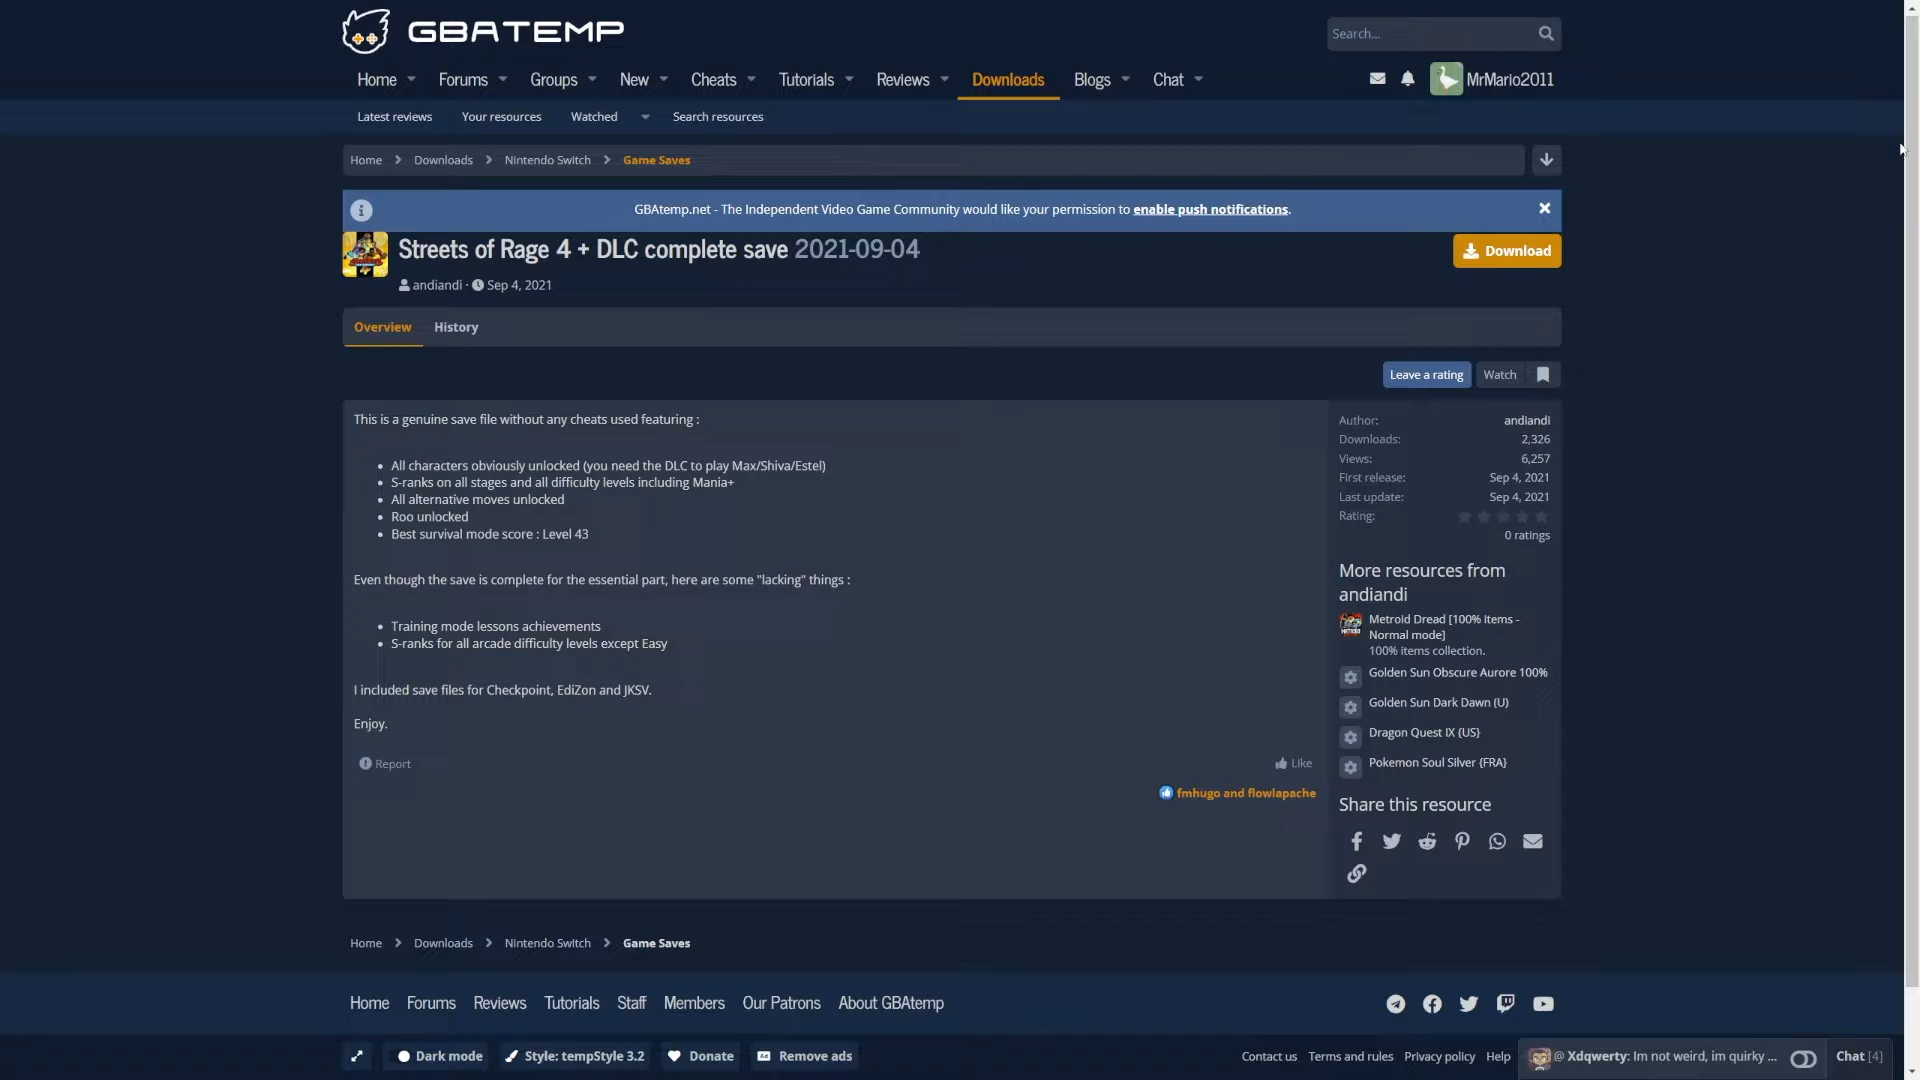 GBATEMP
Search...
Home Forums Groups New Cheats Tutorials Reviews Downloads Blogs Chat MrMario2011
Latest reviews Your resources Watched Search resources
Home Downloads Nintendo Switch Game Saves
GBAtemp.net - The Independent Video Game Community would like your permission to enable push notifications.
Streets of Rage 4 + DLC complete save 2021-09-04
Download
andiandi · Sep 4, 2021
Overview History
Leave a rating Watch
This is a genuine save file without any cheats used featuring :
All characters obviously unlocked (you need the DLC to play Max/Shiva/Estel)
S-ranks on all stages and all difficulty levels including Mania+
All alternative moves unlocked
Roo unlocked
Best survival mode score : Level 43
Even though the save is complete for the essential part, here are some "lacking" things :
Training mode lessons achievements
S-ranks for all arcade difficulty levels except Easy
I included save files for Checkpoint, EdiZon and JKSV.
Enjoy.
Report
Like
fmhugo and flowlapache
Author: andiandi
Downloads: 2,326
Views: 6,257
First release: Sep 4, 2021
Last update: Sep 4, 2021
Rating:
0 ratings
More resources from
andiandi
Metroid Dread [100% Items -
Normal mode]
100% items collection.
Golden Sun Obscure Aurore 100%
Golden Sun Dark Dawn (U)
Dragon Quest IX {US}
Pokemon Soul SIlver {FRA}
Share this resource
Home Downloads Nintendo Switch Game Saves
Home Forums Reviews Tutorials Staff Members Our Patrons About GBAtemp
Dark mode Style: tempStyle 3.2 Donate Remove ads
Contact us Terms and rules Privacy policy Help
@ Xdqwerty: Im not weird, im quirky ... Chat [4]